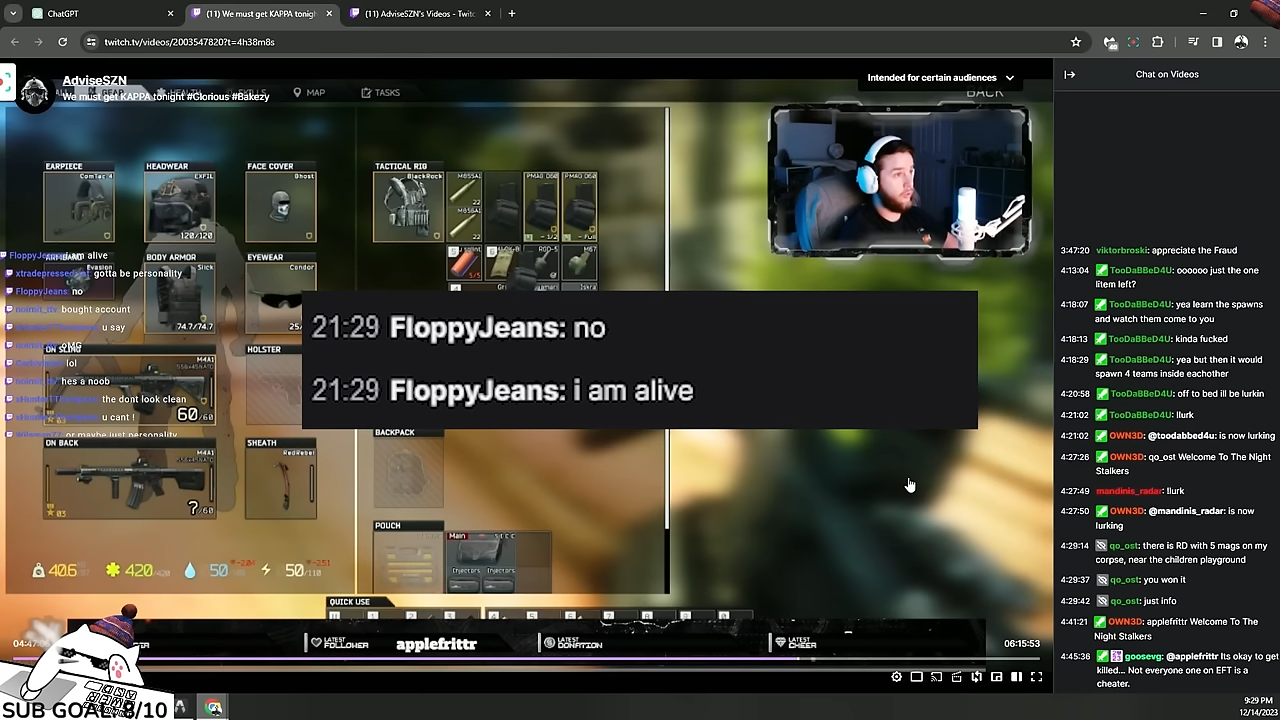 ChatGPT
(11) We must get KAPPA tonigh
(11) AdviseSZN's Videos - Twitc
twitch.tv/videos/2003547820?t=4h38m8s
AdviseSZN
We must get KAPPA tonight #Glorious #Bakezy
Intended for certain audiences
MAP
TASKS
BACK
Chat on Videos
EARPIECE
HEADWEAR
FACE COVER
TACTICAL RIG
ComTac 4
EXFIL
Ghost
BlackRock
120/120
BODY ARMOR
EYEWEAR
Slick
Condor
74.7/74.7
FloppyJeans: i am alive
gotta be personality
FloppyJeans: no
bought account
u say
OMG
lol
hes a noob
the dont look clean
u cant !
or maybe just personality
21:29 FloppyJeans: no
21:29 FloppyJeans: i am alive
ON SLING
HOLSTER
M4A1
60/60
ON BACK
M4A1
?/60
SHEATH
RedRebel
BACKPACK
POUCH
Main
Injectors
Injectors
40.6
420/420
50
50/110
QUICK USE
LATEST FOLLOWER
applefrittr
LATEST DONATION
LATEST CHEER
06:15:53
SUB GOAL: 8/10
3:47:20 viktorbroski: appreciate the Fraud
4:13:04 TooDaBBeD4U: oooooo just the one
litem left?
4:18:07 TooDaBBeD4U: yea learn the spawns
and watch them come to you
4:18:13 TooDaBBeD4U: kinda fucked
4:18:29 TooDaBBeD4U: yea but then it would
spawn 4 teams inside eachother
4:20:58 TooDaBBeD4U: off to bed ill be lurkin
4:21:02 TooDaBBeD4U: !lurk
4:21:02 OWN3D: @toodabbed4u: is now lurking
4:27:26 OWN3D: qo_ost Welcome To The Night
Stalkers
4:27:49 mandinis_radar: !lurk
4:27:50 OWN3D: @mandinis_radar: is now
lurking
4:29:14 qo_ost: there is RD with 5 mags on my
corpse, near the children playground
4:29:37 qo_ost: you won it
4:29:42 qo_ost: just info
4:41:21 OWN3D: applefrittr Welcome To The
Night Stalkers
4:45:36 goosevg: @applefrittr Its okay to get
killed... Not everyone one on EFT is a
cheater.
9:29 PM
12/14/2023